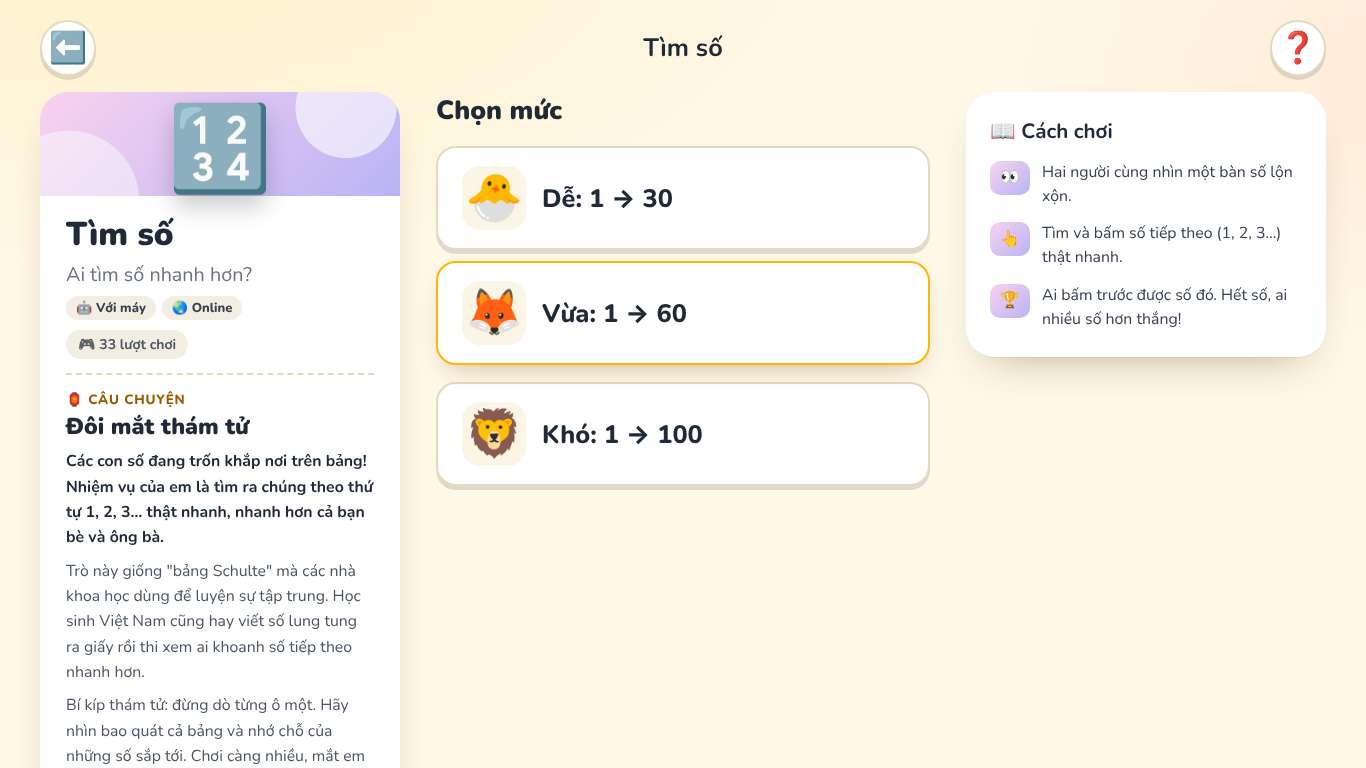 Tìm số
1 2
3 4
Tìm số
Ai tìm số nhanh hơn?
Với máy
Online
33 lượt chơi
CÂU CHUYỆN
Đôi mắt thám tử
Các con số đang trốn khắp nơi trên bảng!
Nhiệm vụ của em là tìm ra chúng theo thứ
tự 1, 2, 3... thật nhanh, nhanh hơn cả bạn
bè và ông bà.
Trò này giống "bảng Schulte" mà các nhà
khoa học dùng để luyện sự tập trung. Học
sinh Việt Nam cũng hay viết số lung tung
ra giấy rồi thi xem ai khoanh số tiếp theo
nhanh hơn.
Bí kíp thám tử: đừng dò từng ô một. Hãy
nhìn bao quát cả bảng và nhớ chỗ của
những số sắp tới. Chơi càng nhiều, mắt em
Chọn mức
Dễ: 1 → 30
Vừa: 1 → 60
Khó: 1 → 100
Cách chơi
Hai người cùng nhìn một bàn số lộn
xộn.
Tìm và bấm số tiếp theo (1, 2, 3...)
thật nhanh.
Ai bấm trước được số đó. Hết số, ai
nhiều số hơn thắng!